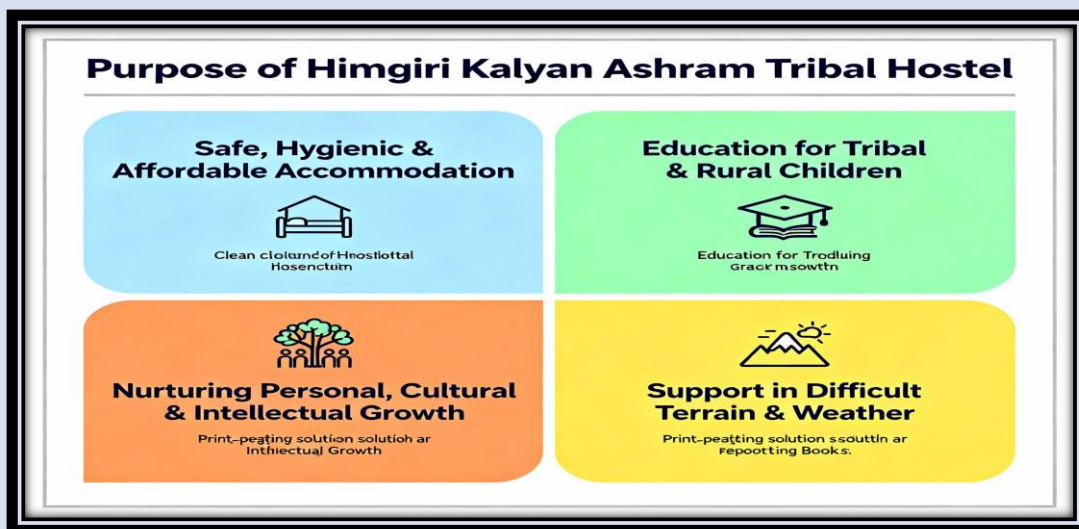 Purpose of Himgiri Kalyan Ashram Tribal Hostel
Safe, Hygienic &
Affordable Accommodation
Clean
Education for Tribal
& Rural Children
Education for
Nurturing Personal, Cultural
& Intellectual Growth
solution
Growth
Support in Difficult
Terrain & Weather
solution
Books.